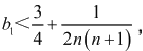 b₁ < 3/4 + 1/(2n(n+1)),